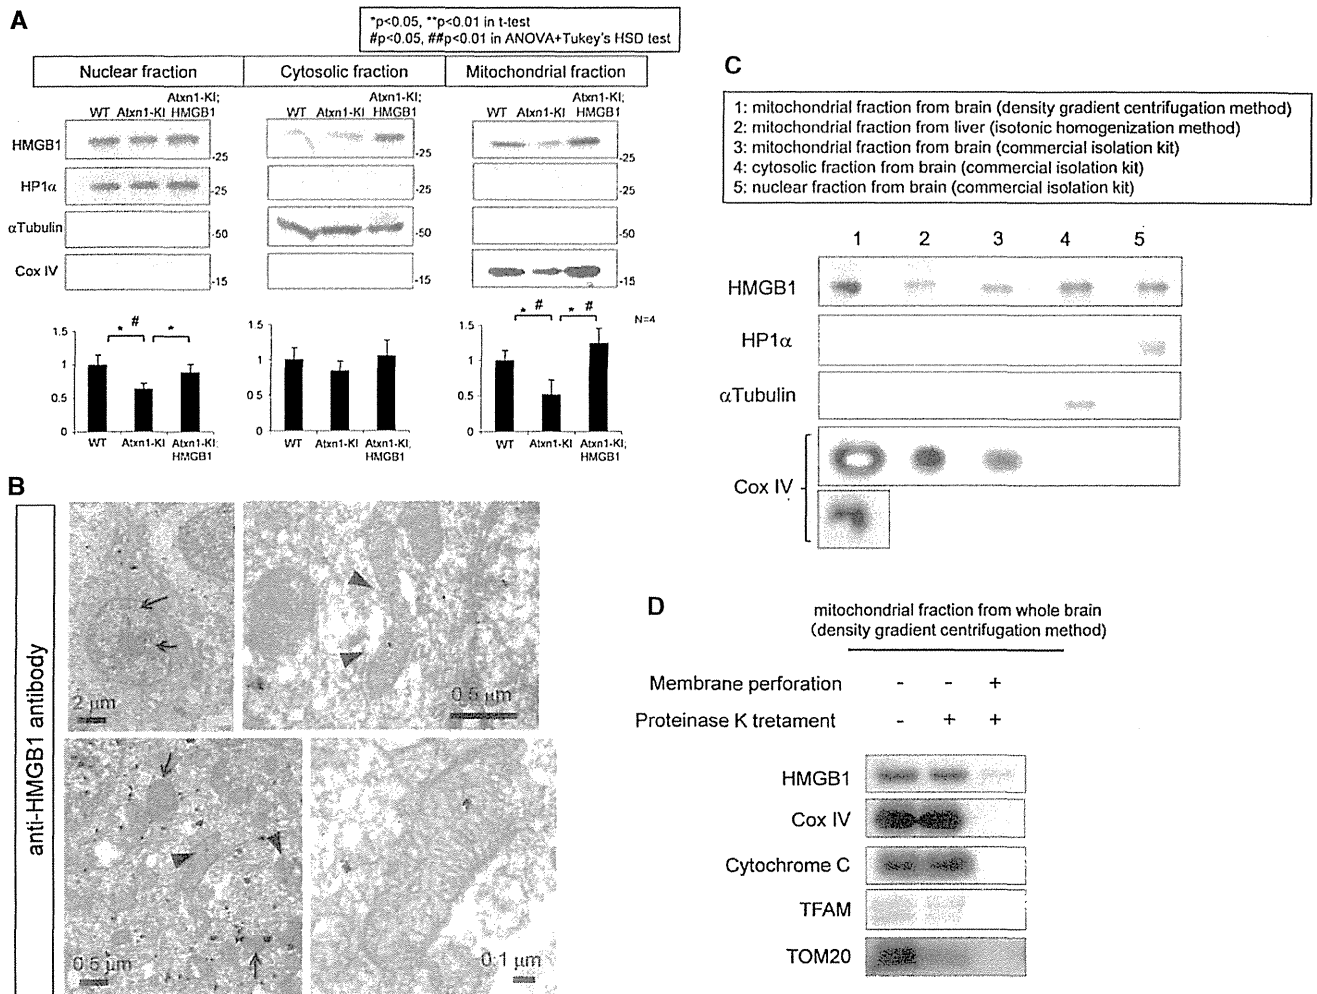 A
*p<0.05, **p<0.01 in t-test
#p<0.05, ##p<0.01 in ANOVA+Tukey's HSD test
Nuclear fraction
Cytosolic fraction
Mitochondrial fraction
WT Atxn1-KI Atxn1-KI; HMGB1
WT Atxn1-KI Atxn1-KI; HMGB1
WT Atxn1-KI Atxn1-KI; HMGB1
HMGB1
-25
-25
-25
HP1α
-25
-25
-25
αTubulin
-50
-50
-50
Cox IV
-15
-15
-15
N=4
1.5
1
0.5
0
* #
*
WT Atxn1-KI Atxn1-KI; HMGB1
1.5
1
0.5
0
WT Atxn1-KI Atxn1-KI; HMGB1
1.5
1
0.5
0
* #
* #
WT Atxn1-KI Atxn1-KI; HMGB1
B
anti-HMGB1 antibody
2 μm
0.5 μm
0.5 μm
0.1 μm
C
1: mitochondrial fraction from brain (density gradient centrifugation method)
2: mitochondrial fraction from liver (isotonic homogenization method)
3: mitochondrial fraction from brain (commercial isolation kit)
4: cytosolic fraction from brain (commercial isolation kit)
5: nuclear fraction from brain (commercial isolation kit)
1 2 3 4 5
HMGB1
HP1α
αTubulin
Cox IV
D
mitochondrial fraction from whole brain
(density gradient centrifugation method)
Membrane perforation - - +
Proteinase K tretament - + +
HMGB1
Cox IV
Cytochrome C
TFAM
TOM20